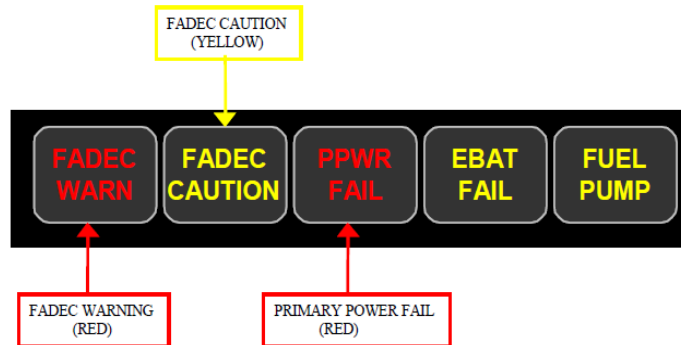 FADEC CAUTION
(YELLOW)
FADEC
WARN
FADEC
CAUTION
PPWR
FAIL
EBAT
FAIL
FUEL
PUMP
FADEC WARNING
(RED)
PRIMARY POWER FAIL
(RED)